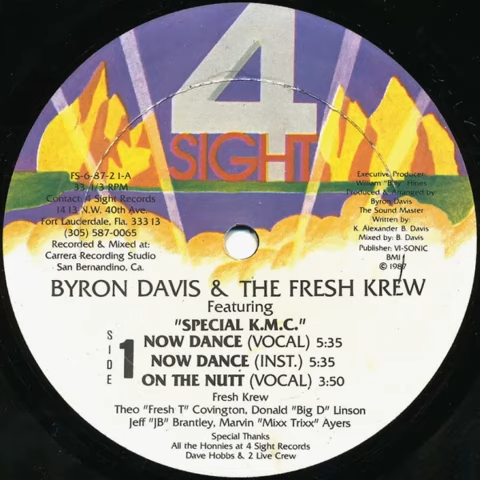 4
SIGHT
FS-6-87-2 1-A
33 1/3 RPM
Contact: 4 Sight Records
1413 N.W. 40th Ave.
Fort Lauderdale, Fla. 333 13
(305) 587-0065
Recorded & Mixed at:
Carrera Recording Studio
San Bernandino, Ca.
Executive Producer:
William "Billy" Hines
Produced & Arranged by
Byron Davis
The Sound Master
Written by:
K. Alexander B. Davis
Mixed by: B. Davis
Publisher: VI-SONIC
BMI
© 1987
BYRON DAVIS & THE FRESH KREW
Featuring
"SPECIAL K.M.C."
SIDE 1
NOW DANCE (VOCAL) 5:35
NOW DANCE (INST.) 5:35
ON THE NUTT (VOCAL) 3:50
Fresh Krew
Theo "Fresh T" Covington, Donald "Big D" Linson
Jeff "JB" Brantley, Marvin "Mixx Trixx" Ayers
Special Thanks
All the Honnies at 4 Sight Records
Dave Hobbs & 2 Live Crew